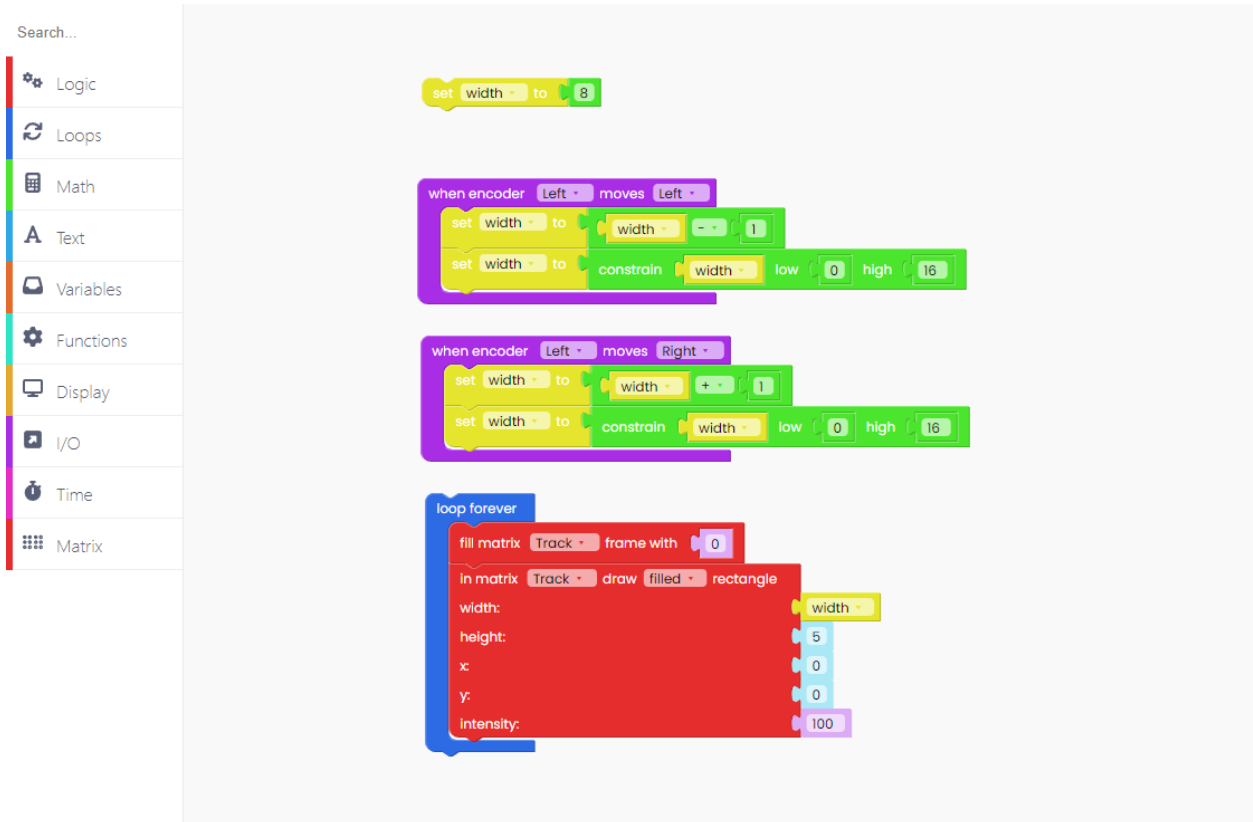 Search...
Logic
Loops
Math
Text
Variables
Functions
Display
I/O
Time
Matrix
set width to 8
when encoder Left moves Left
set width to width - 1
set width to constrain width low 0 high 16
when encoder Left moves Right
set width to width + 1
set width to constrain width low 0 high 16
loop forever
fill matrix Track frame with 0
in matrix Track draw filled rectangle
width: width
height: 5
x: 0
y: 0
intensity: 100